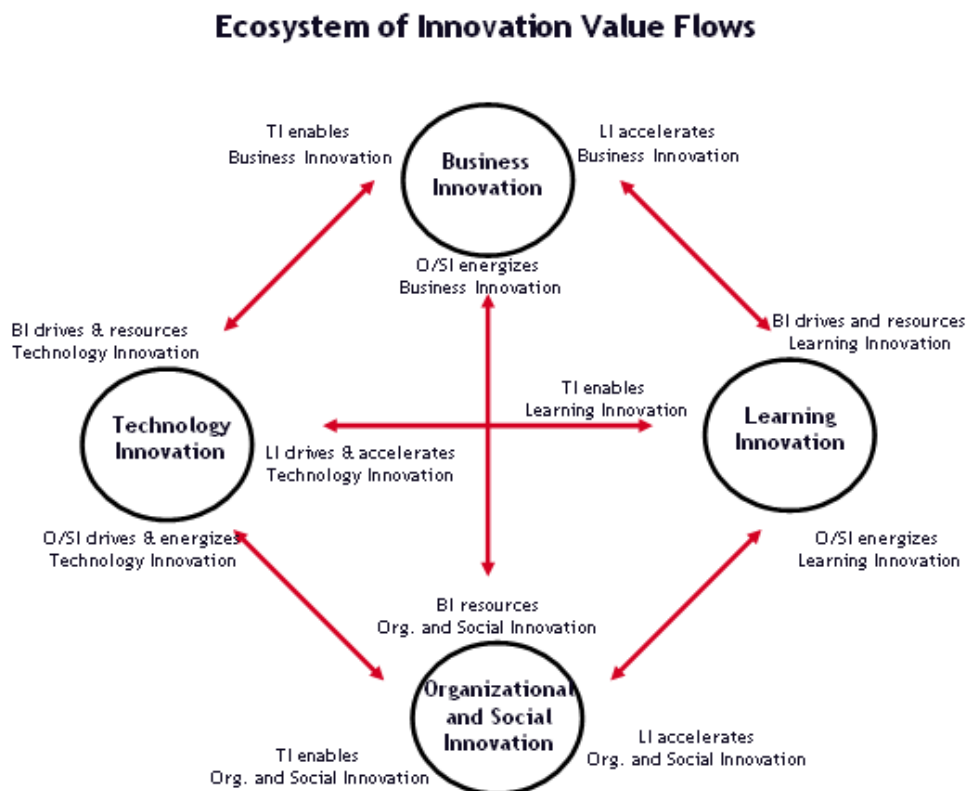 Ecosystem of Innovation Value Flows
TI enables
Business Innovation
LI accelerates
Business Innovation
Business
Innovation
O/SI energizes
Business Innovation
BI drives & resources
Technology Innovation
BI drives and resources
Learning Innovation
Technology
Innovation
TI enables
Learning Innovation
Learning
Innovation
LI drives & accelerates
Technology Innovation
O/SI drives & energizes
Technology Innovation
O/SI energizes
Learning Innovation
BI resources
Org. and Social Innovation
Organizational
and Social
Innovation
TI enables
Org. and Social Innovation
LI accelerates
Org. and Social Innovation